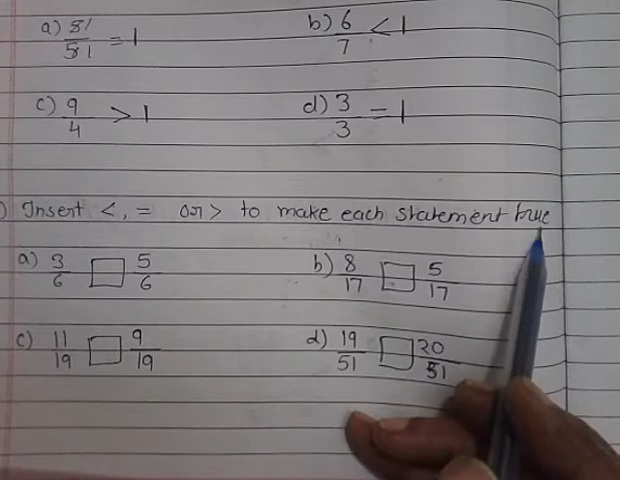 a) 51/51 = 1 b) 6/7 < 1
c) 9/4 > 1 d) 3/3 = 1
) Insert <, = or > to make each statement true
a) 3/6 □ 5/6 b) 8/17 □ 5/17
c) 11/19 □ 9/19 d) 19/51 □ 20/51